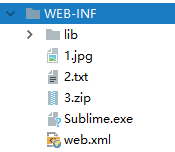 WEB-INF
lib
1.jpg
2.txt
3.zip
Sublime.exe
web.xml